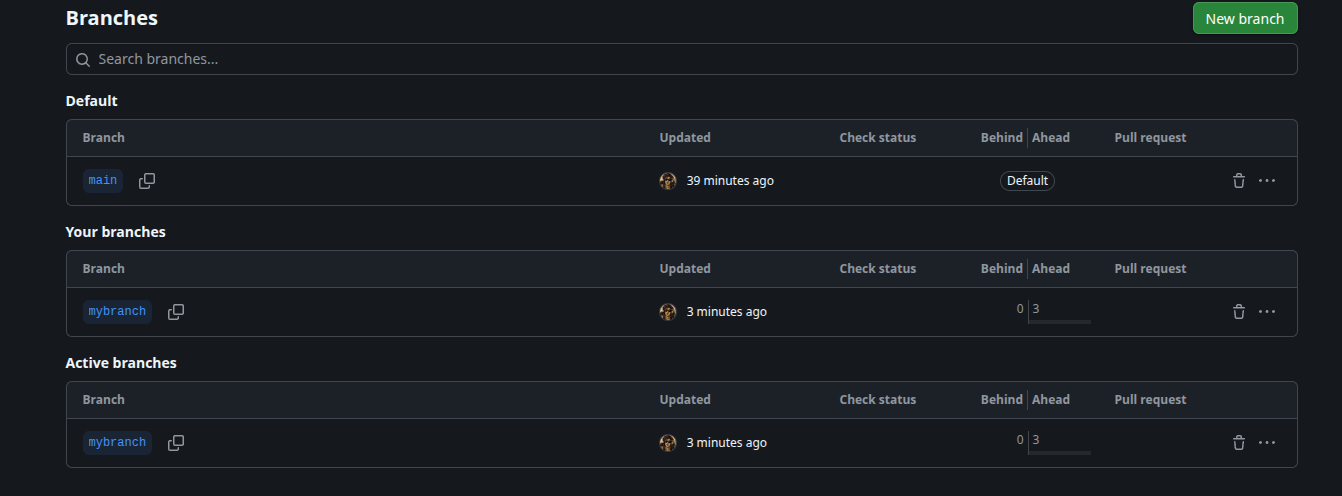 Branches
New branch
Search branches...
Default
Branch Updated Check status Behind Ahead Pull request
main 39 minutes ago Default
Your branches
Branch Updated Check status Behind Ahead Pull request
mybranch 3 minutes ago 0 3
Active branches
Branch Updated Check status Behind Ahead Pull request
mybranch 3 minutes ago 0 3